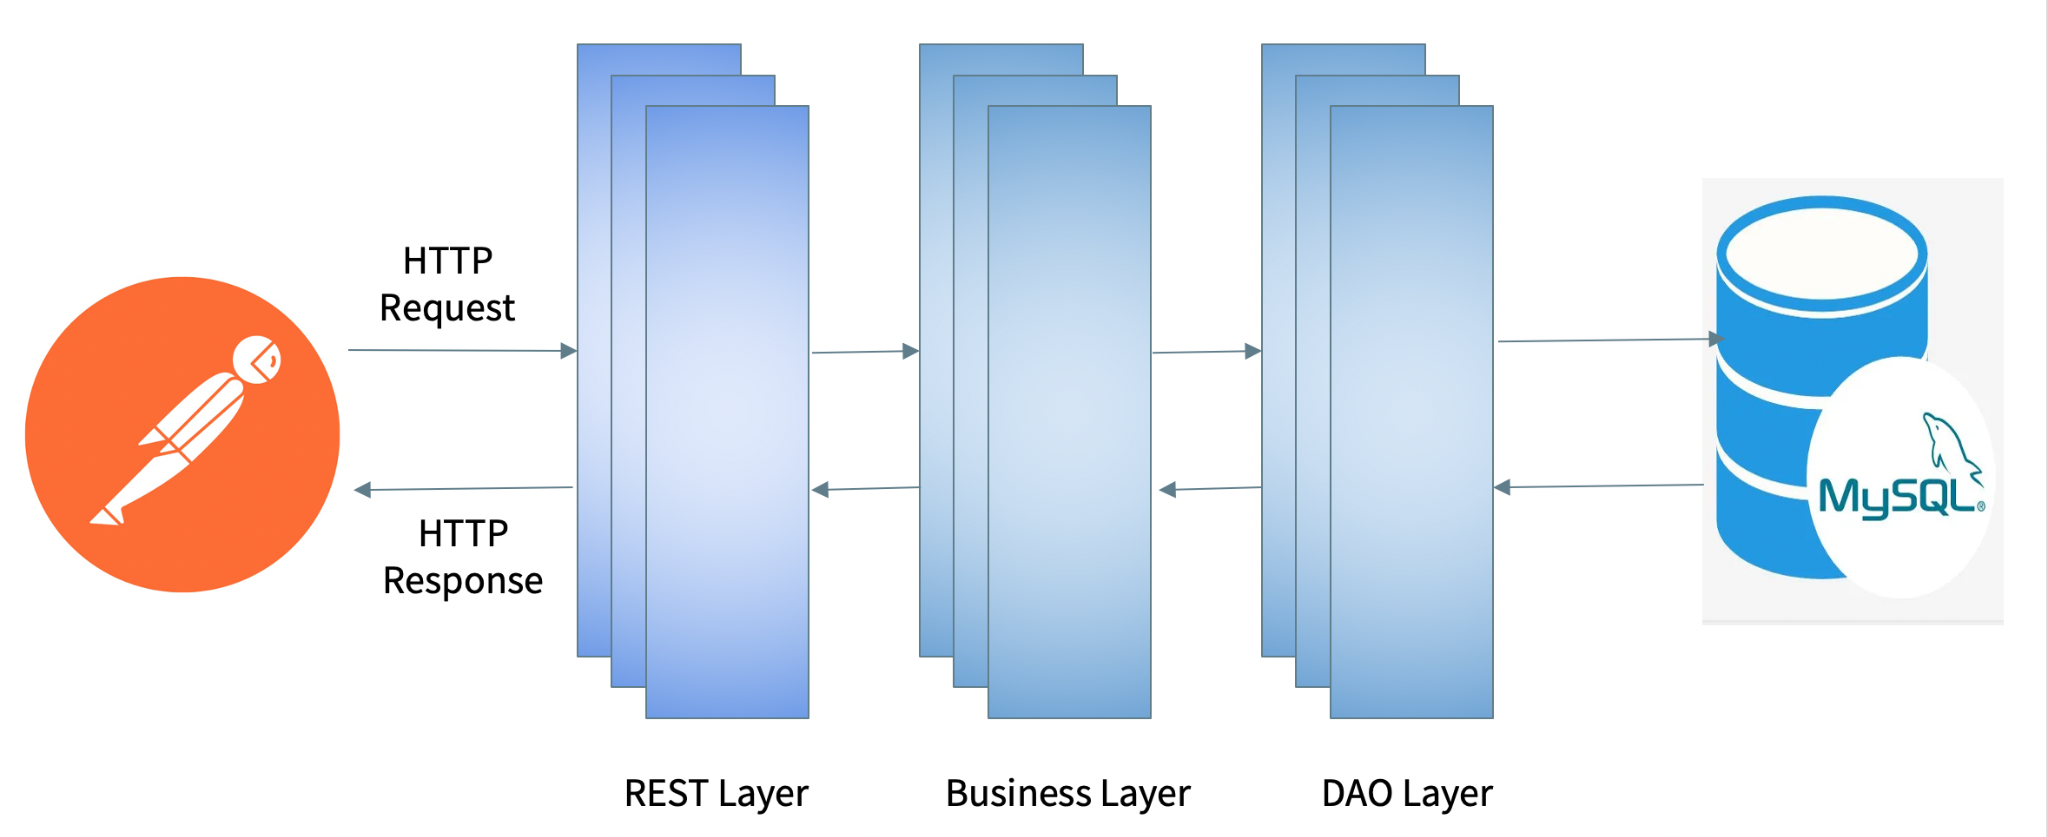 HTTP
Request
HTTP
Response
MySQL®
REST Layer
Business Layer
DAO Layer